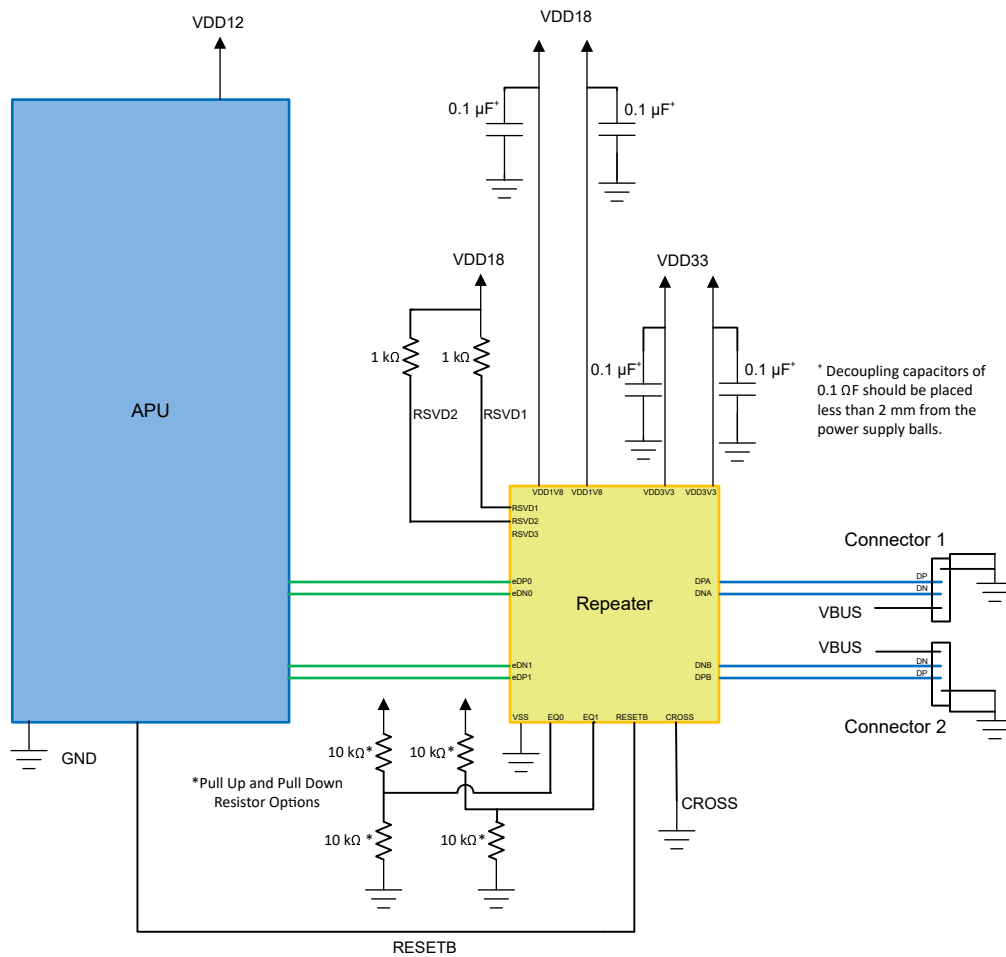 VDD12
VDD18
0.1 µF⁺
0.1 µF⁺
VDD18
VDD33
1 kΩ
1 kΩ
0.1 µF⁺
0.1 µF⁺
⁺ Decoupling capacitors of
0.1 ΩF should be placed
less than 2 mm from the
power supply balls.
RSVD2
RSVD1
APU
VDD1V8
VDD1V8
VDD3V3
VDD3V3
RSVD1
RSVD2
RSVD3
Connector 1
eDP0
DPA
DP
eDN0
DNA
DN
Repeater
VBUS
VBUS
eDN1
DNB
DN
eDP1
DPB
DP
VSS
EQ0
EQ1
RESETB
CROSS
Connector 2
GND
10 kΩ*
10 kΩ*
*Pull Up and Pull Down
Resistor Options
CROSS
10 kΩ*
10 kΩ*
RESETB